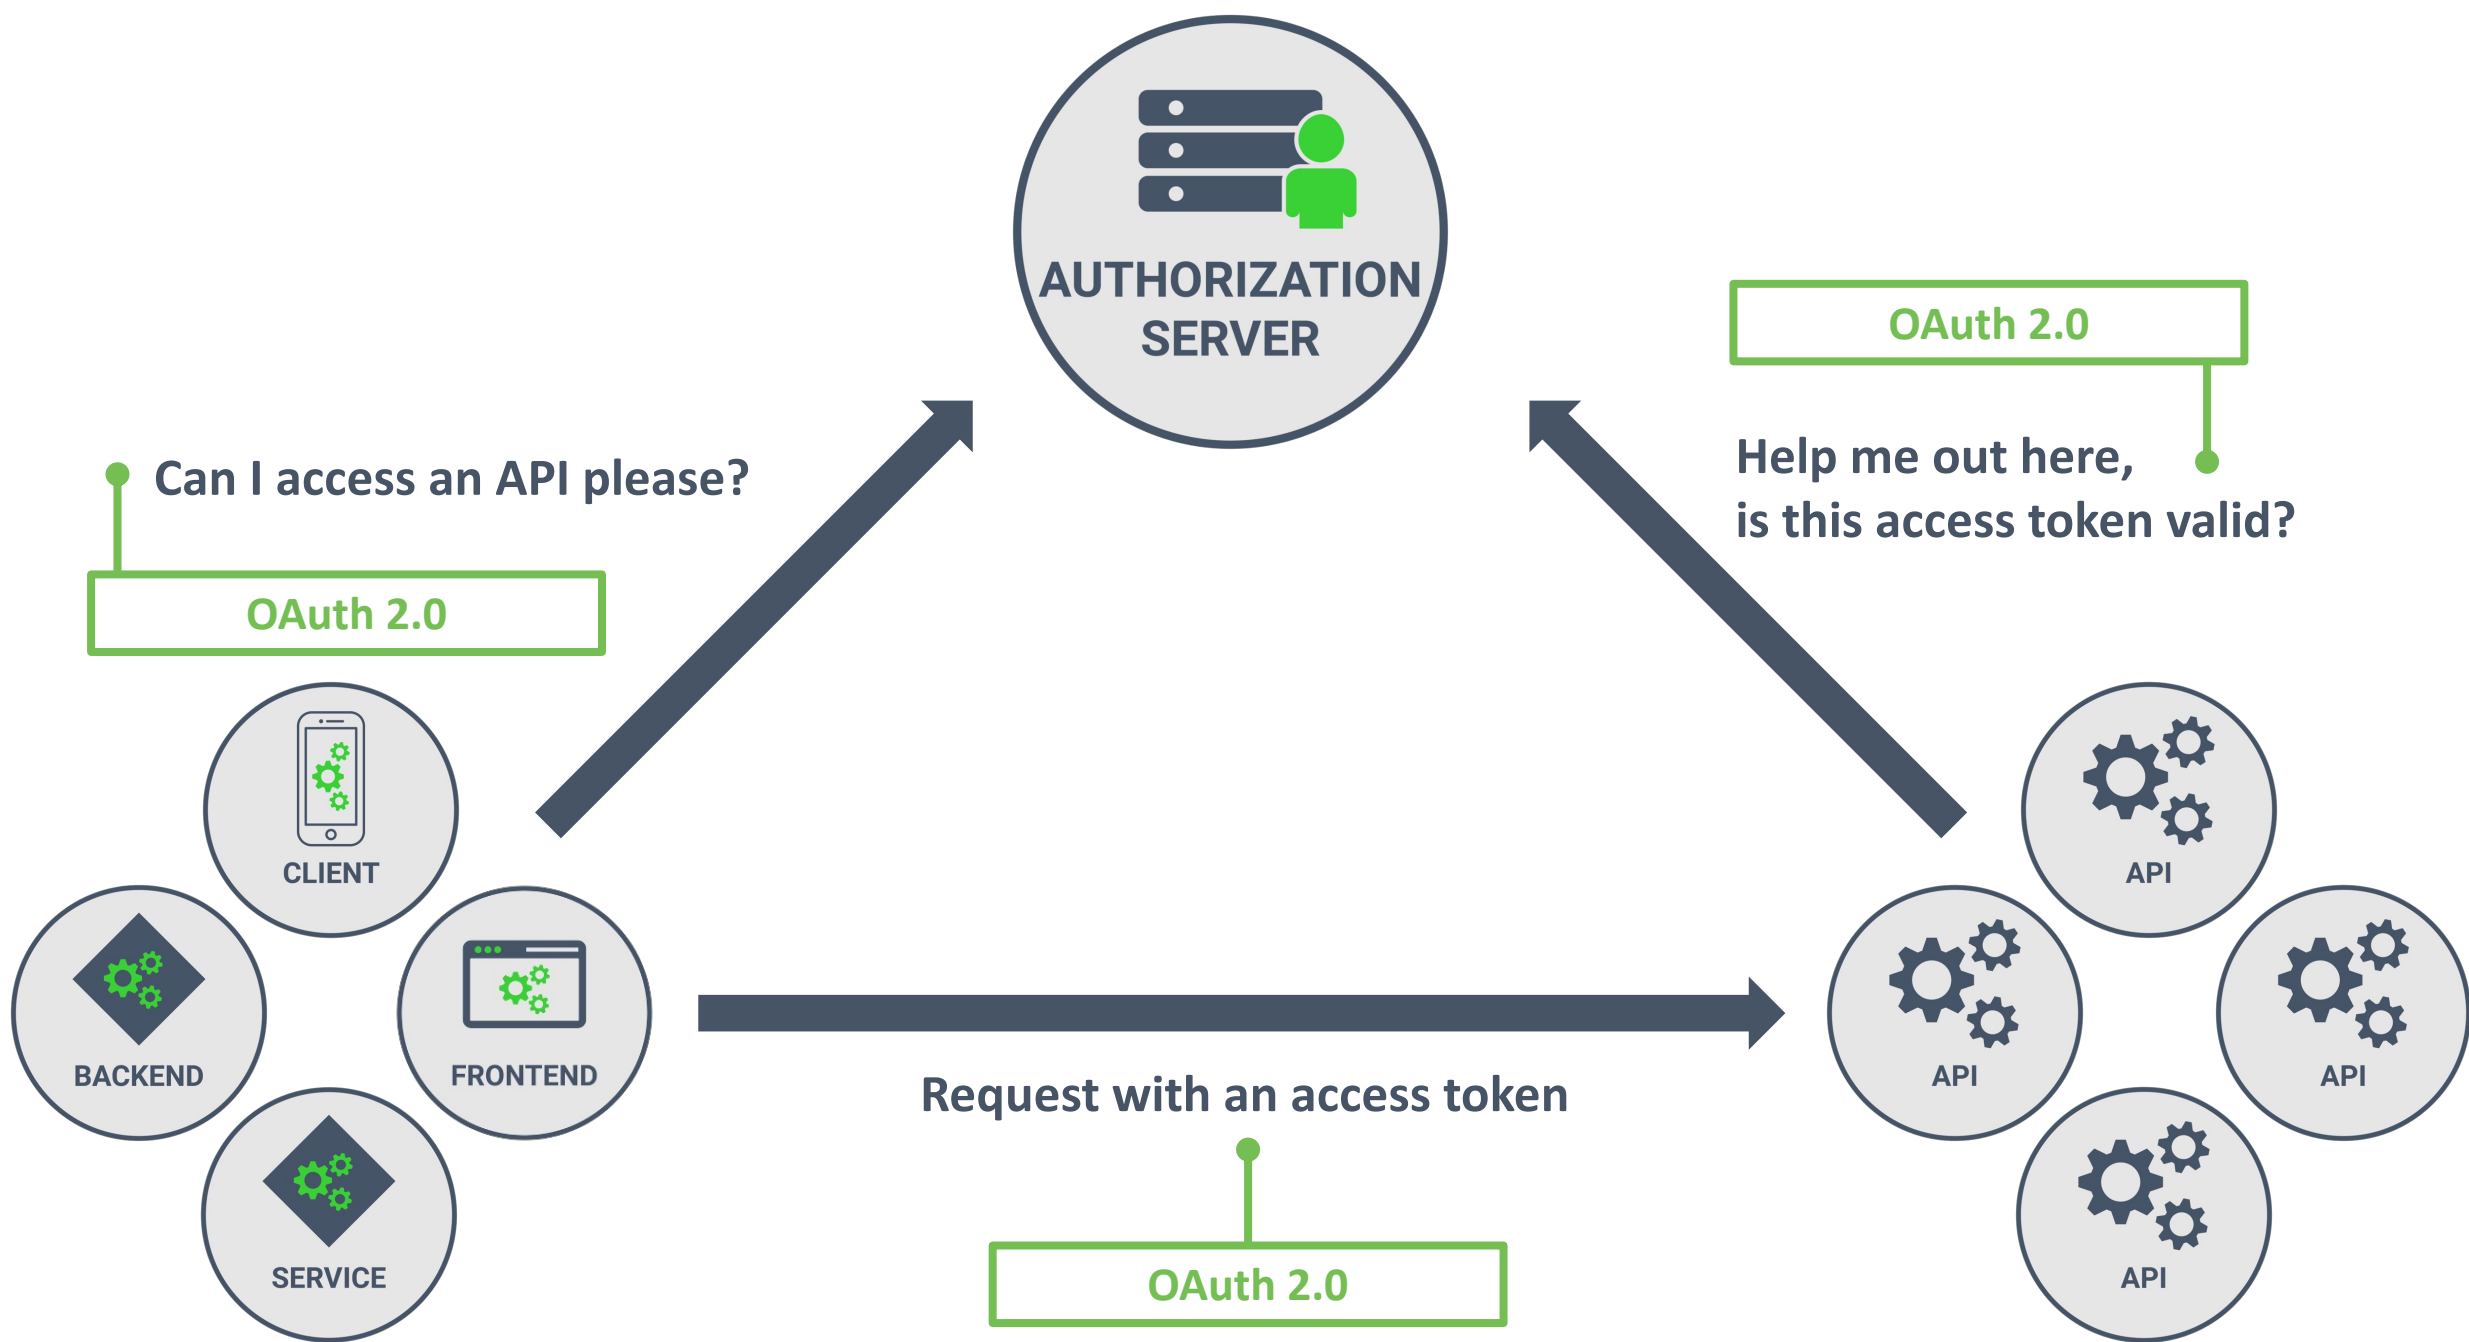 AUTHORIZATION
SERVER
OAuth 2.0
Help me out here,
is this access token valid?
Can I access an API please?
OAuth 2.0
CLIENT
BACKEND
FRONTEND
SERVICE
Request with an access token
OAuth 2.0
API
API
API
API